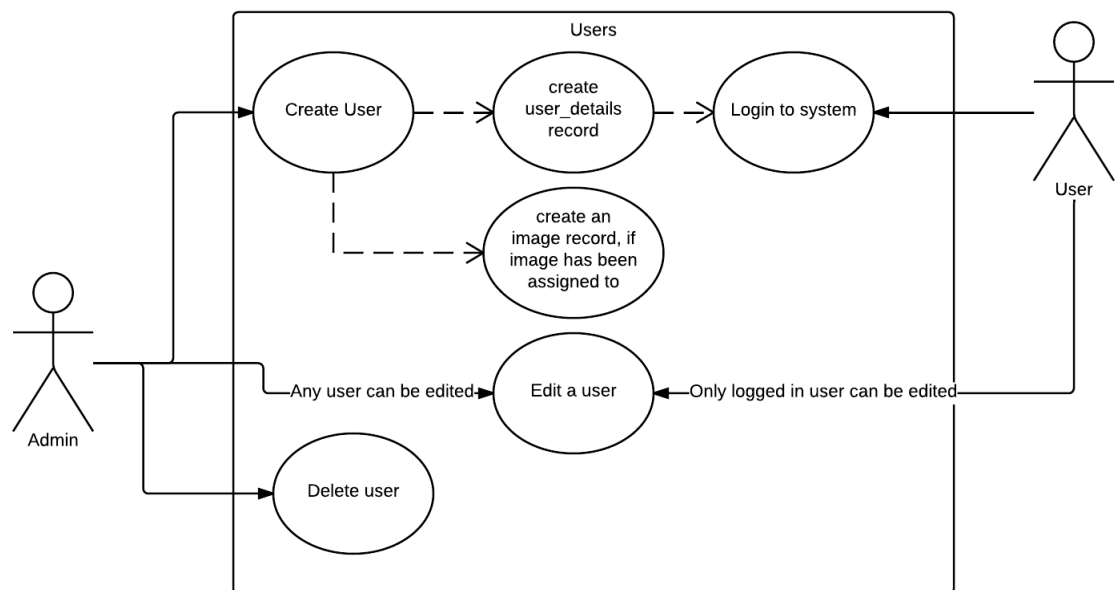 Users
Create User
create
user_details
record
Login to system
User
create an
image record, if
image has been
assigned to
Any user can be edited
Edit a user
Only logged in user can be edited
Admin
Delete user